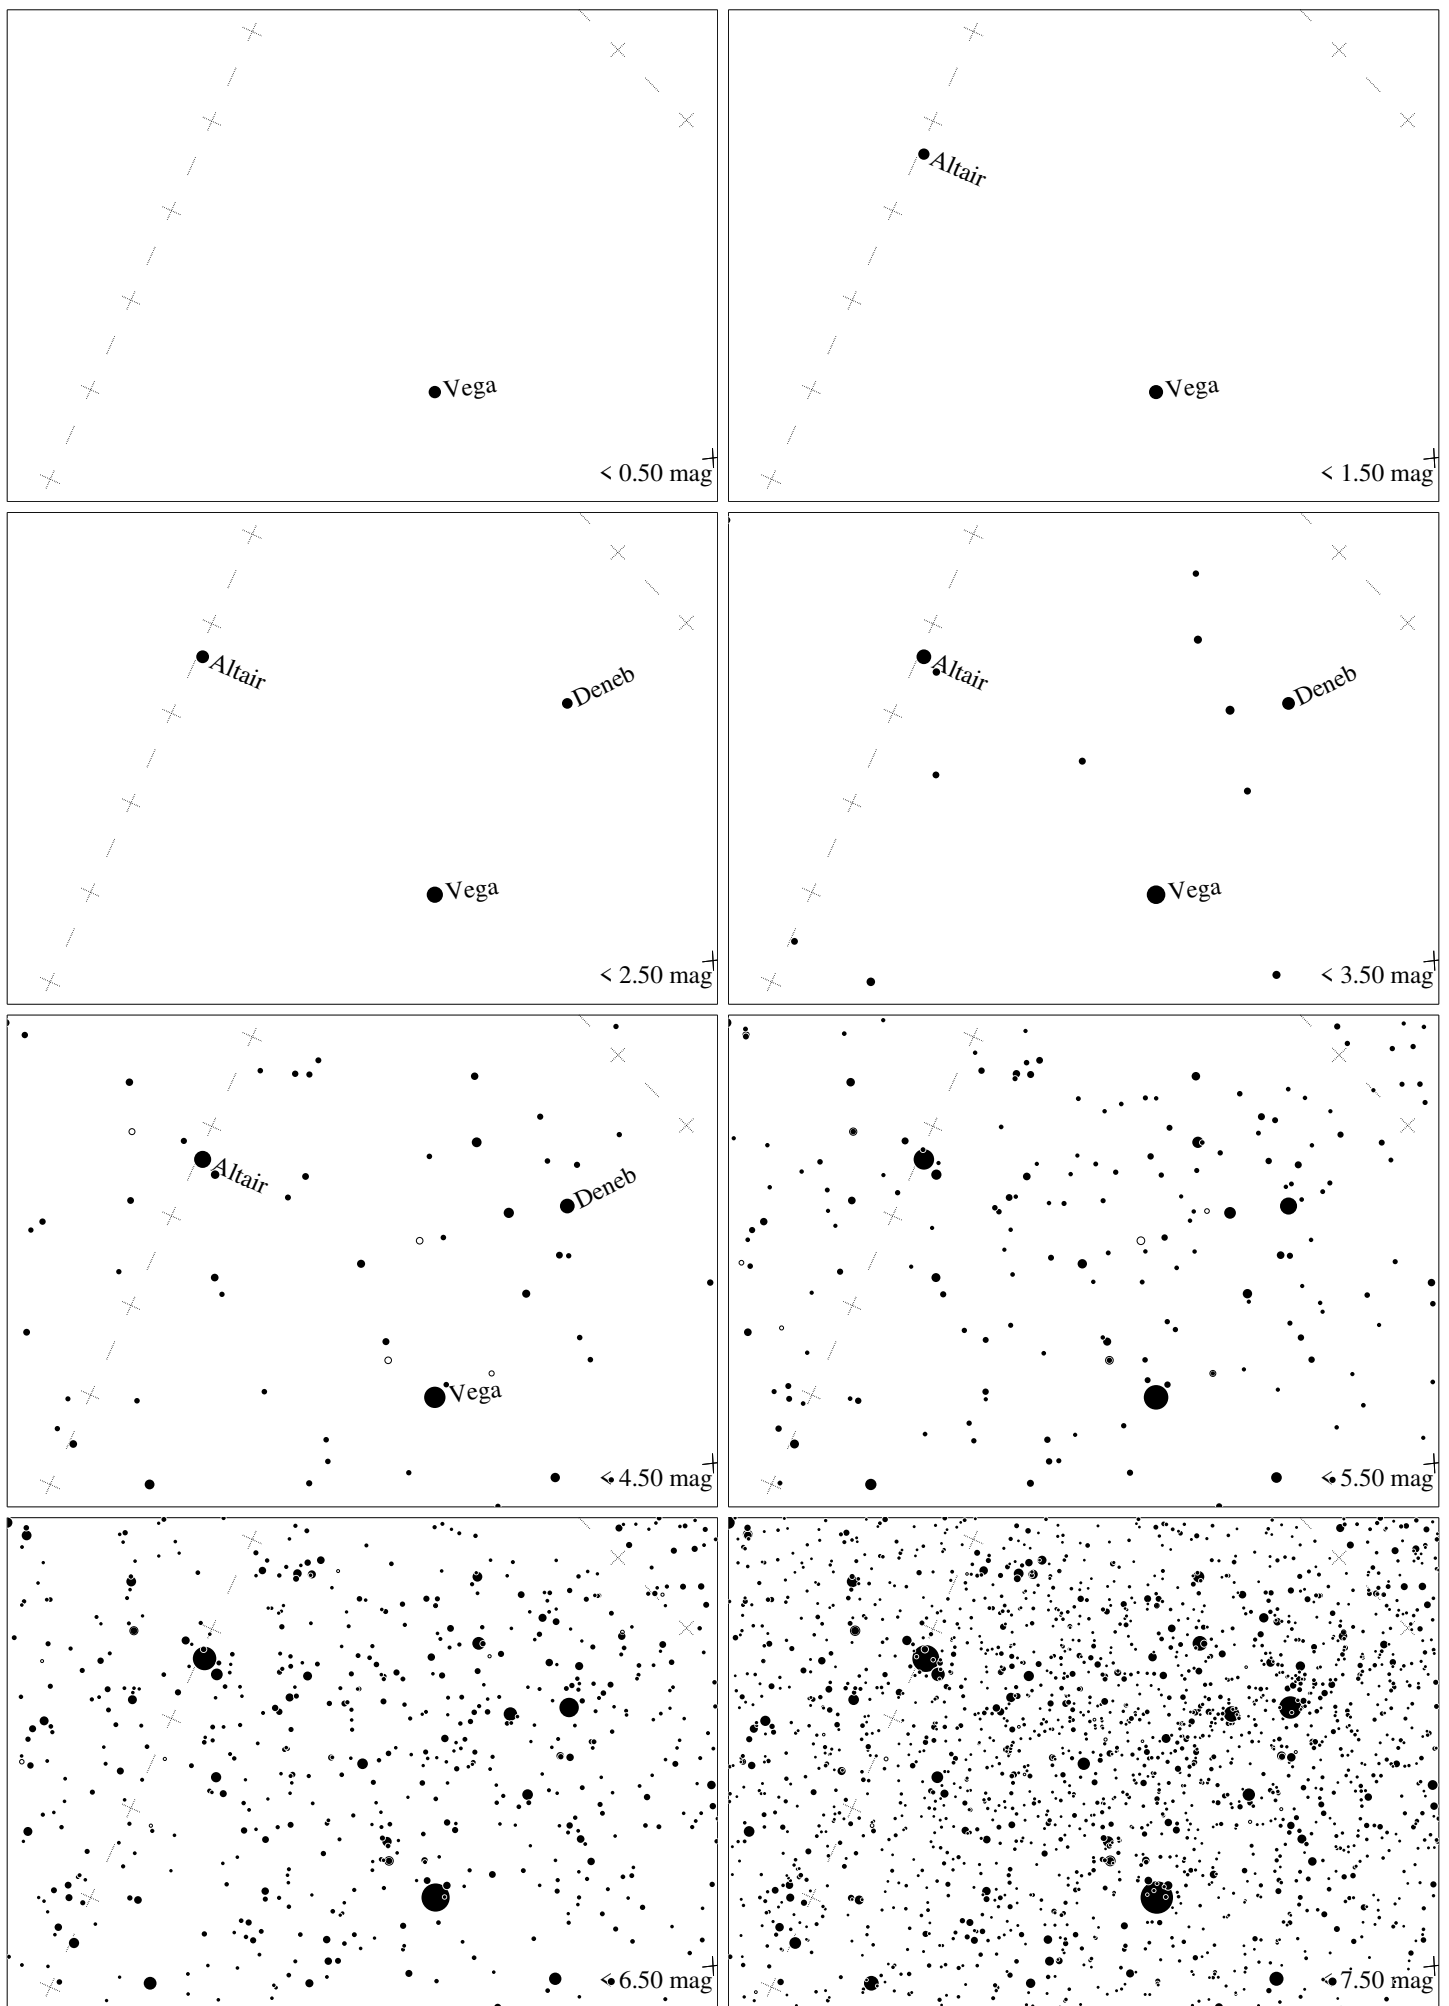 Vega
< 0.50 mag
Altair
Vega
< 1.50 mag
Altair
Deneb
Vega
< 2.50 mag
Altair
Deneb
Vega
< 3.50 mag
Altair
Deneb
Vega
< 4.50 mag
< 5.50 mag
< 6.50 mag
< 7.50 mag